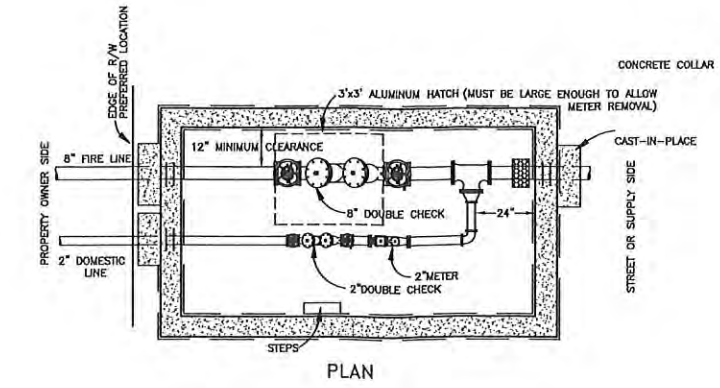 CONCRETE COLLAR
3'x3' ALUMINUM HATCH (MUST BE LARGE ENOUGH TO ALLOW
METER REMOVAL)
EDGE OF R/W
PREFERRED LOCATION
CAST-IN-PLACE
12" MINIMUM CLEARANCE
PROPERTY OWNER SIDE
8" FIRE LINE
8" DOUBLE CHECK
24"
STREET OR SUPPLY SIDE
2" DOMESTIC
LINE
2" METER
2" DOUBLE CHECK
STEPS
PLAN